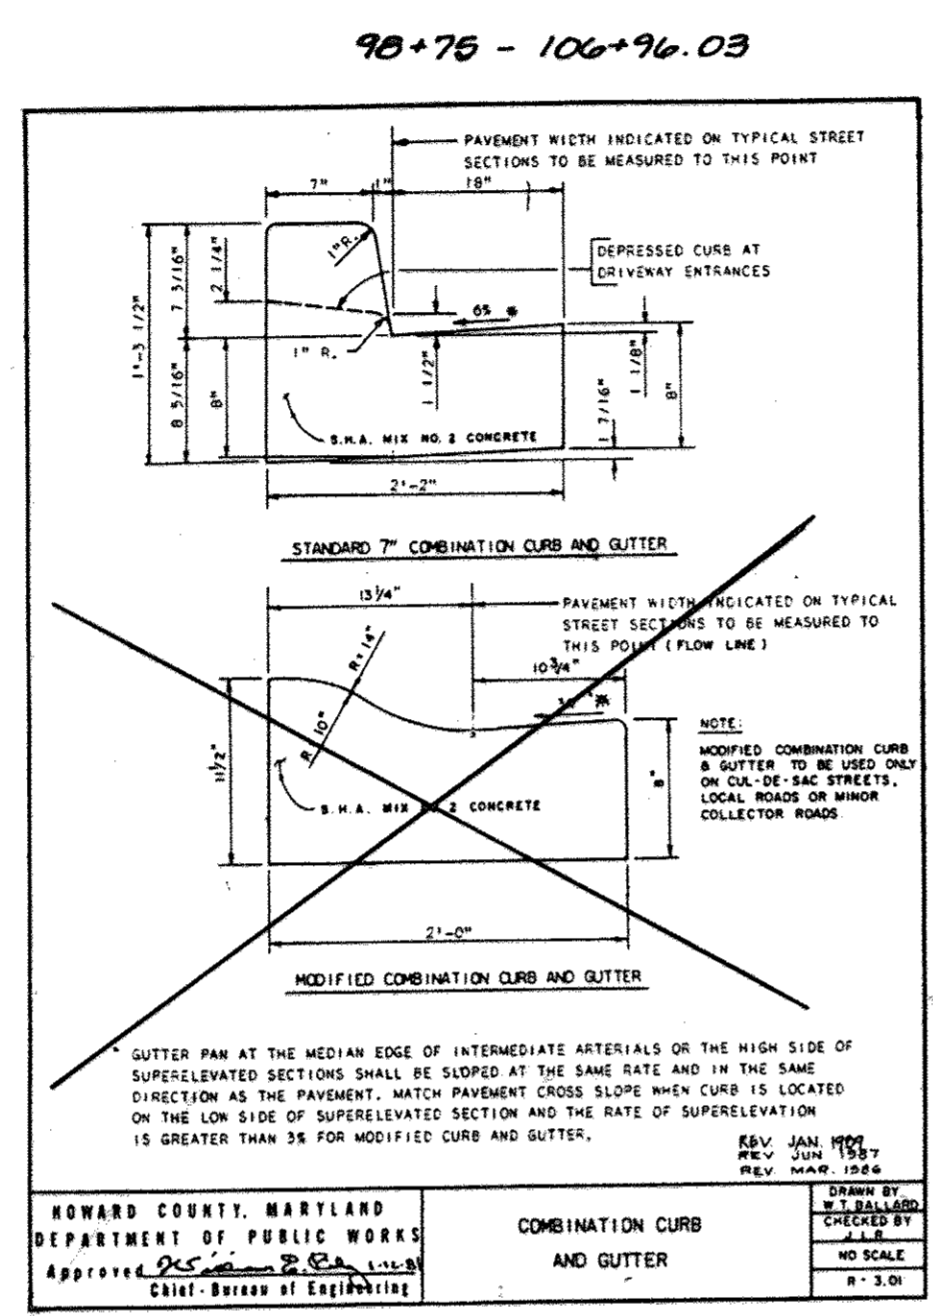 98+75 - 106+96.03
PAVEMENT WIDTH INDICATED ON TYPICAL STREET
SECTIONS TO BE MEASURED TO THIS POINT
7" 1" 18"
1"R.
DEPRESSED CURB AT
DRIVEWAY ENTRANCES
1'-3 1/2"
7 3/16"
2 1/4"
6% *
1" R.
1 1/2"
1 1/8"
8 5/16"
8"
8"
1 7/16"
S.H.A. MIX NO. 2 CONCRETE
2'-2"
STANDARD 7" COMBINATION CURB AND GUTTER
13 1/4"
PAVEMENT WIDTH INDICATED ON TYPICAL
STREET SECTIONS TO BE MEASURED TO
THIS POINT (FLOW LINE)
R= 14"
10 3/4"
R 10"
*
11 1/2"
8"
NOTE:
MODIFIED COMBINATION CURB
& GUTTER TO BE USED ONLY
ON CUL-DE-SAC STREETS,
LOCAL ROADS OR MINOR
COLLECTOR ROADS
S.H.A. MIX 2 CONCRETE
2'-0"
MODIFIED COMBINATION CURB AND GUTTER
GUTTER PAN AT THE MEDIAN EDGE OF INTERMEDIATE ARTERIALS OR THE HIGH SIDE OF
SUPERELEVATED SECTIONS SHALL BE SLOPED AT THE SAME RATE AND IN THE SAME
DIRECTION AS THE PAVEMENT. MATCH PAVEMENT CROSS SLOPE WHEN CURB IS LOCATED
ON THE LOW SIDE OF SUPERELEVATED SECTION AND THE RATE OF SUPERELEVATION
IS GREATER THAN 3% FOR MODIFIED CURB AND GUTTER.
REV. JAN.
REV JUN 1987
REV. MAR. 1986
HOWARD COUNTY, MARYLAND
DEPARTMENT OF PUBLIC WORKS
Approved
Chief - Bureau of Engineering
COMBINATION CURB
AND GUTTER
DRAWN BY
W.T. BALLARD
CHECKED BY
J.L.R.
NO SCALE
R - 3.01